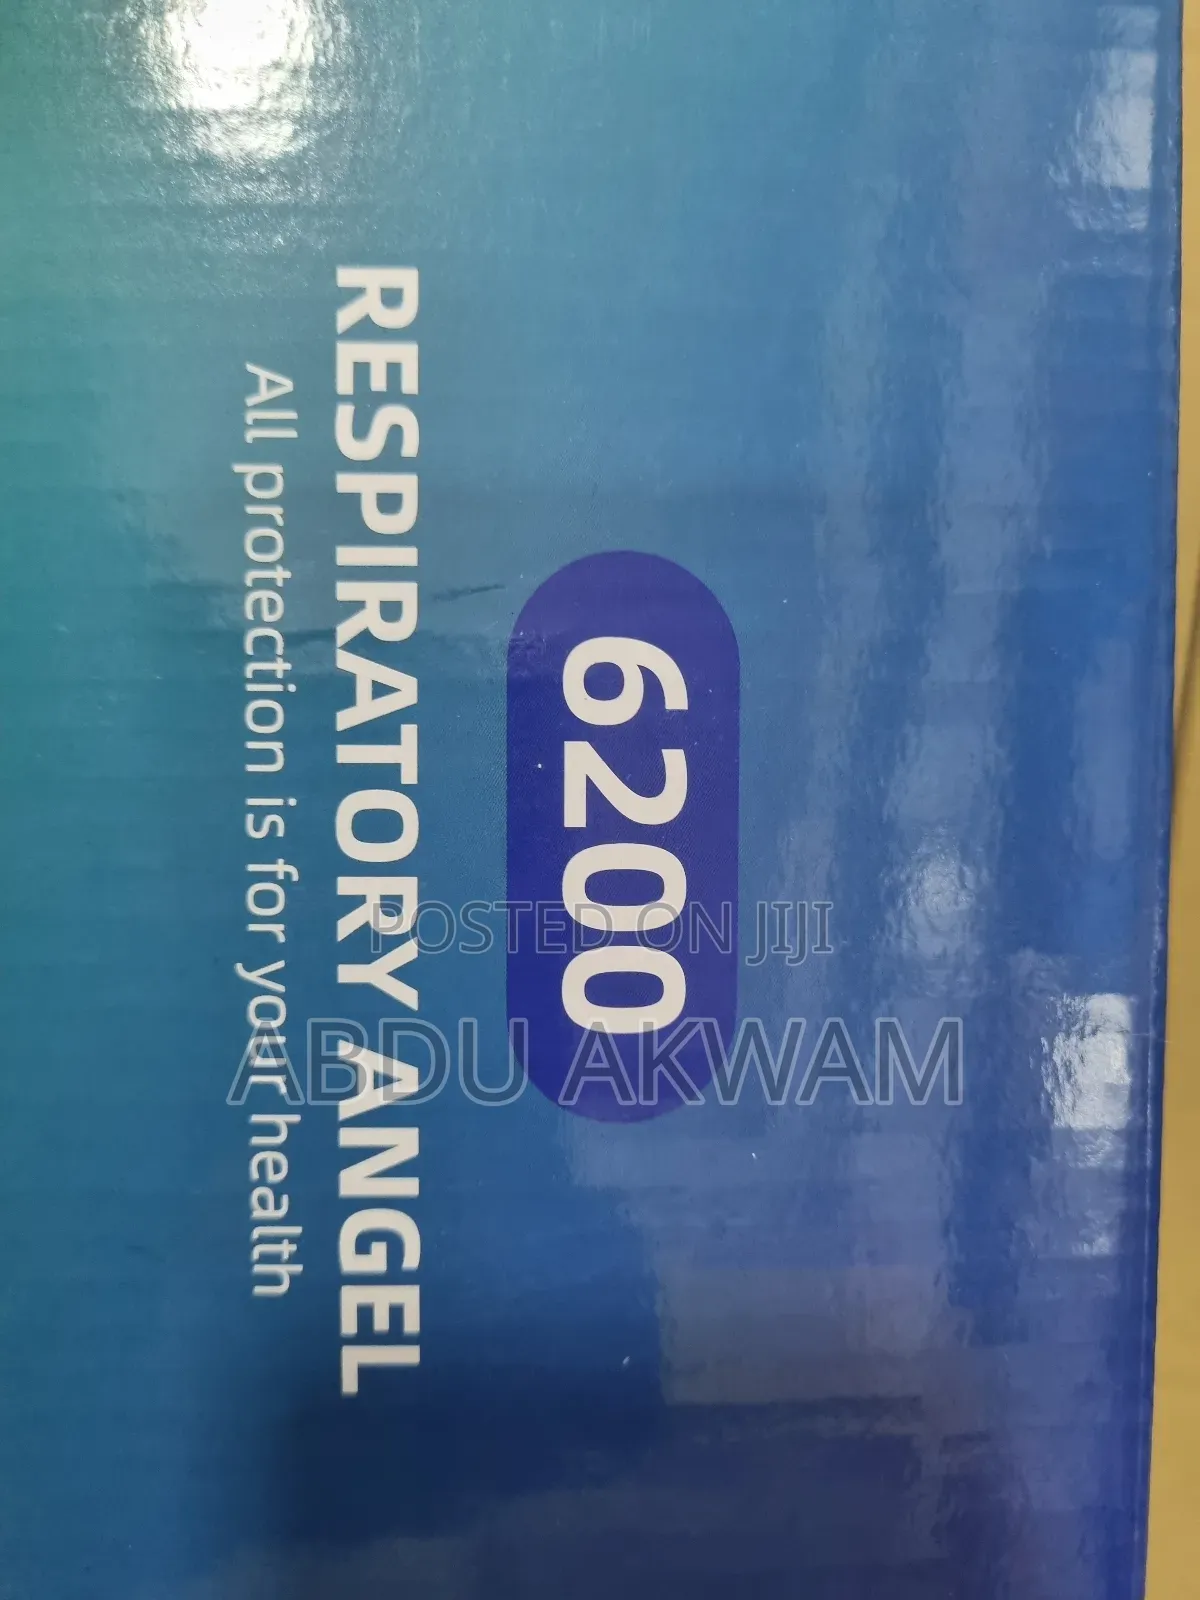 6200
RESPIRATORY ANGEL
All protection is for your health
POSTED ON JIJI
ABDU AKWAM